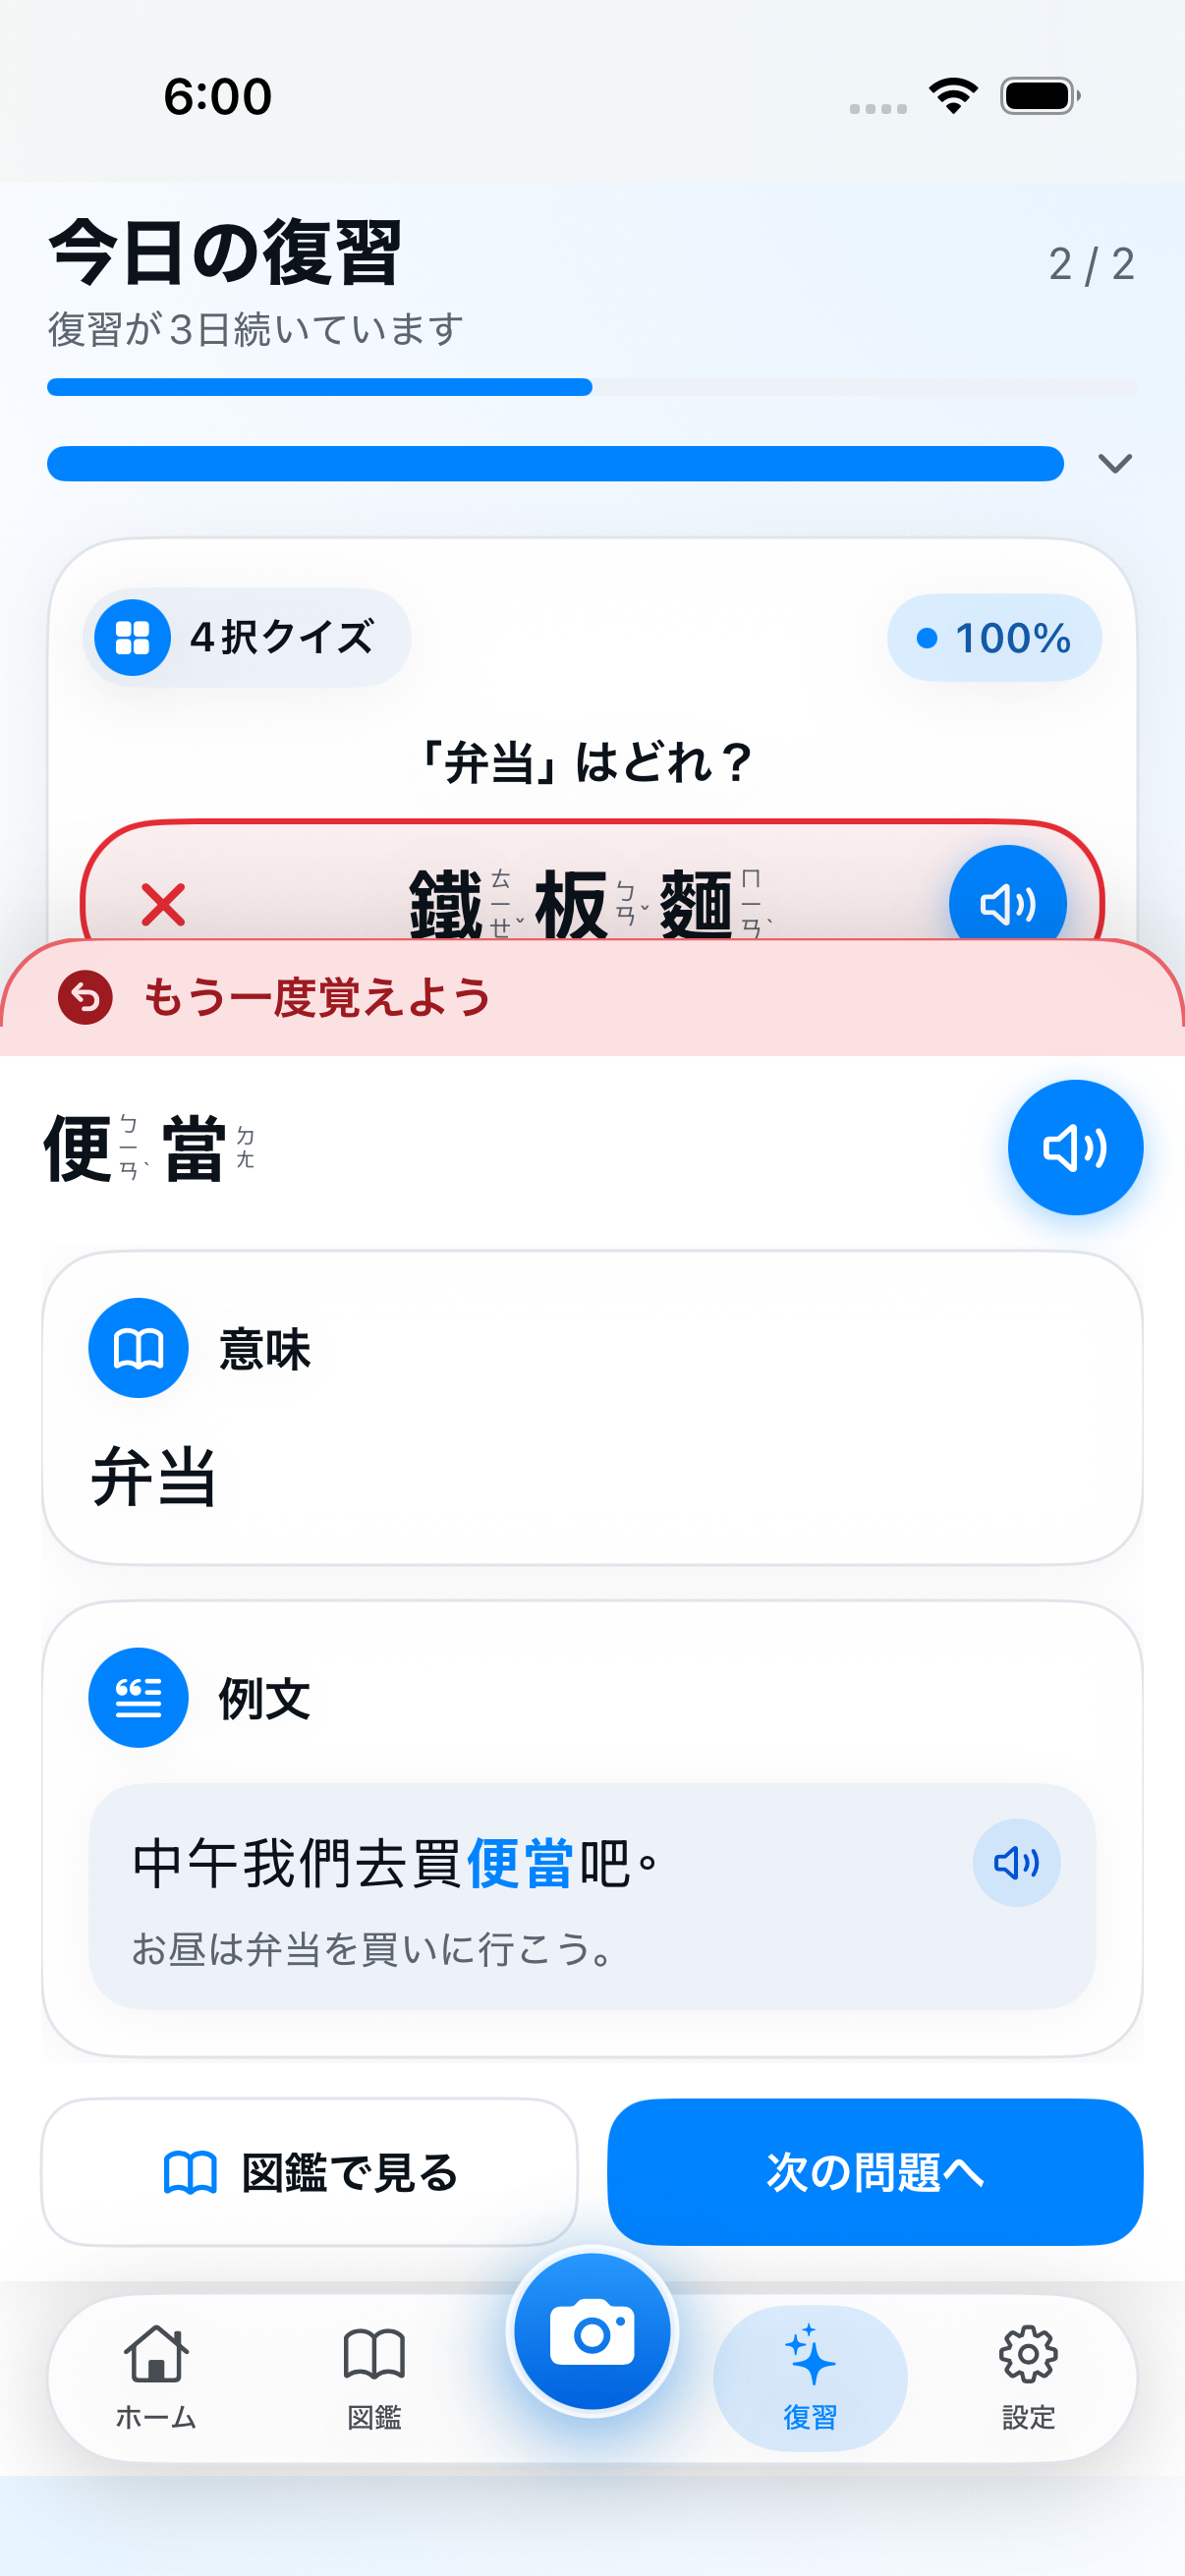 6:00
今日の復習
2 / 2
復習が3日続いています
4択クイズ
100%
「弁当」はどれ？
鐵ㄊㄧㄝˇ板ㄅㄢˇ麵ㄇㄧㄢˋ
もう一度覚えよう
便ㄅㄧㄢˋ當ㄉㄤ
意味
弁当
例文
中午我們去買便當吧。
お昼は弁当を買いに行こう。
図鑑で見る
次の問題へ
ホーム
図鑑
復習
設定